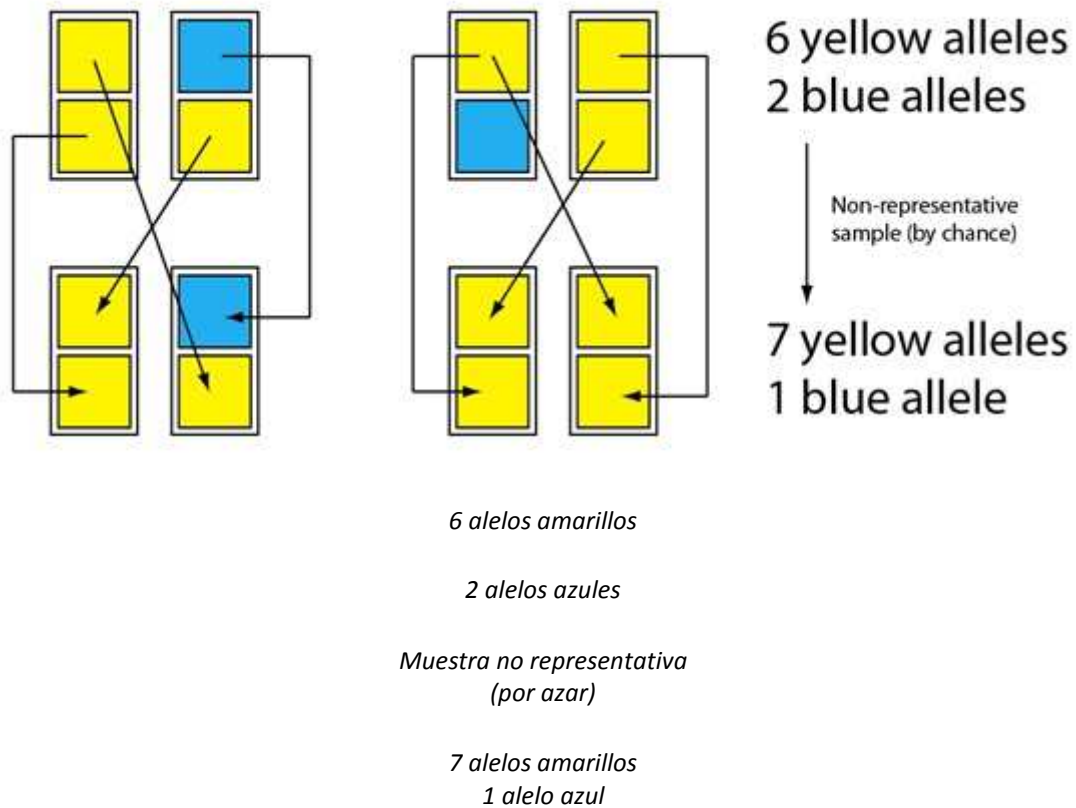 6 yellow alleles
2 blue alleles
Non-representative
sample (by chance)
7 yellow alleles
1 blue allele
6 alelos amarillos
2 alelos azules
Muestra no representativa
(por azar)
7 alelos amarillos
1 alelo azul